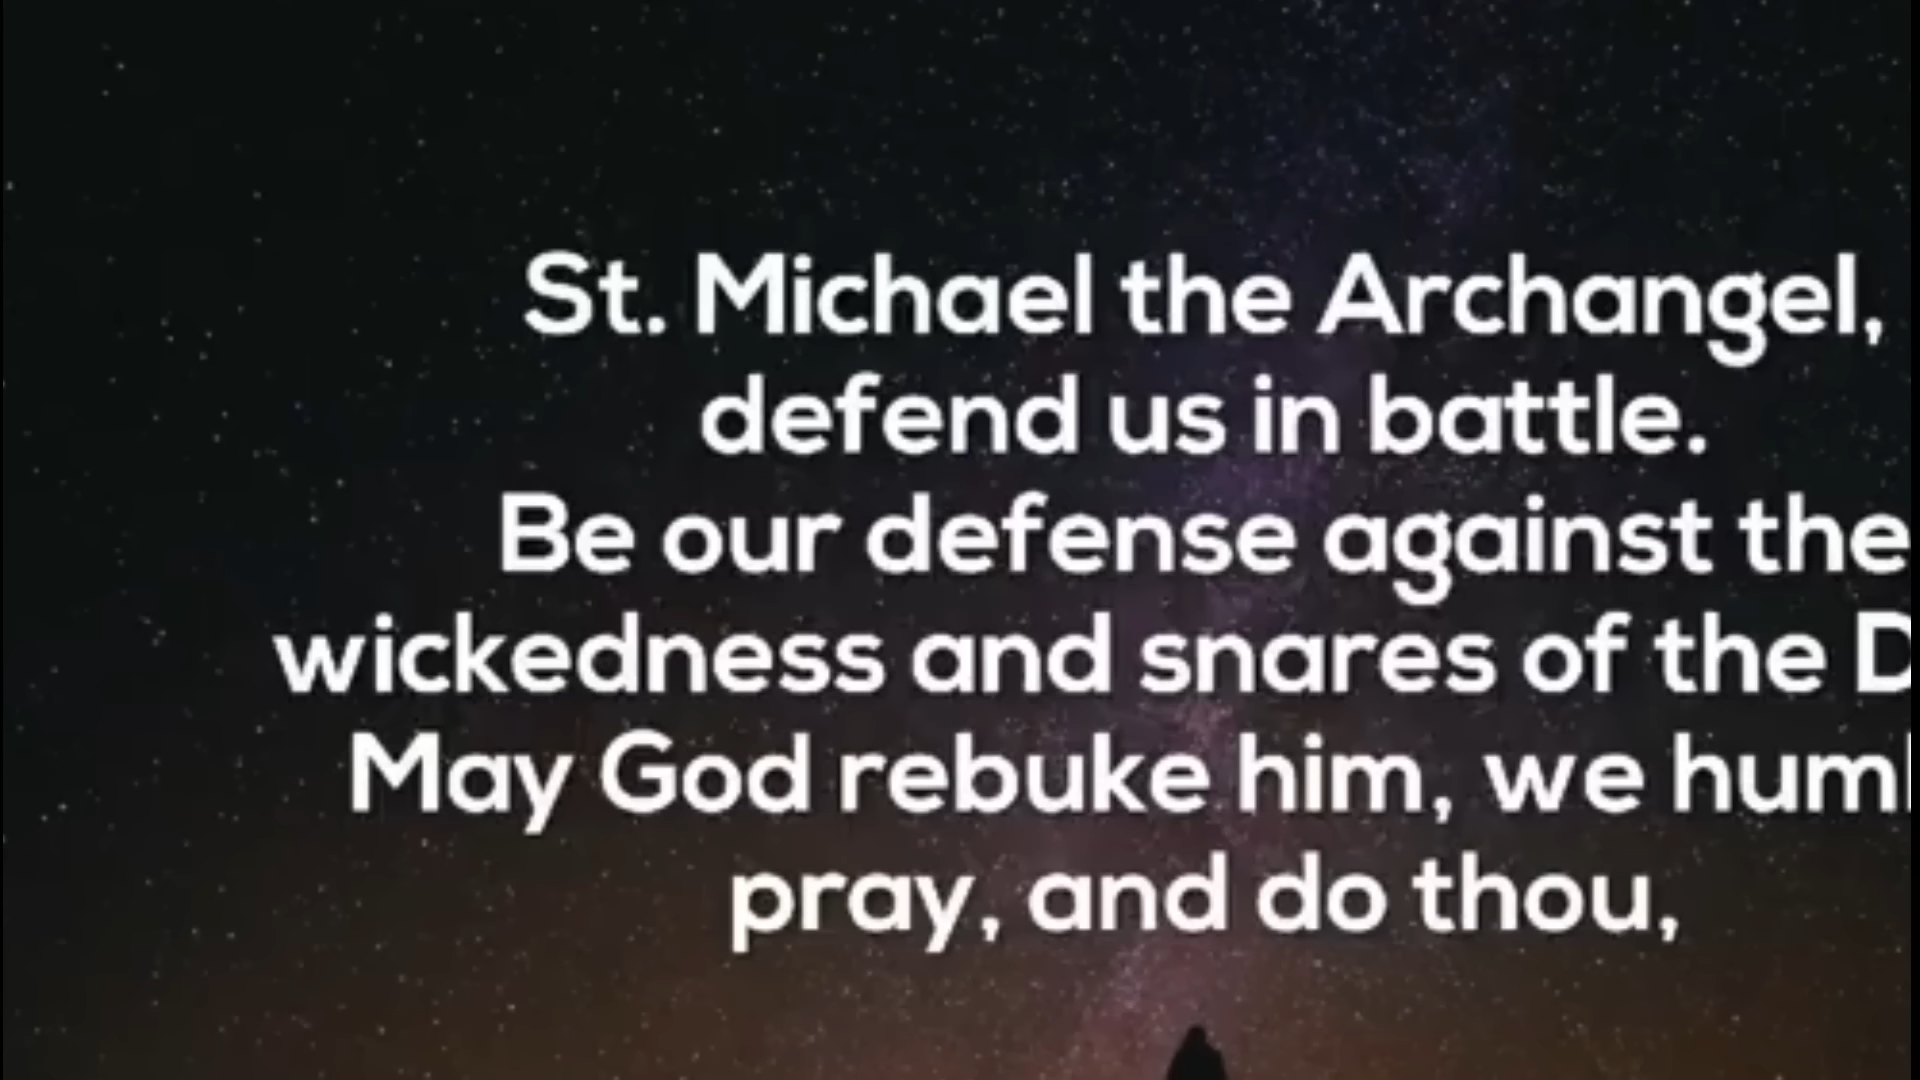 St. Michael the Archangel,
defend us in battle.
Be our defense against the
wickedness and snares of the D
May God rebuke him, we hum
pray, and do thou,